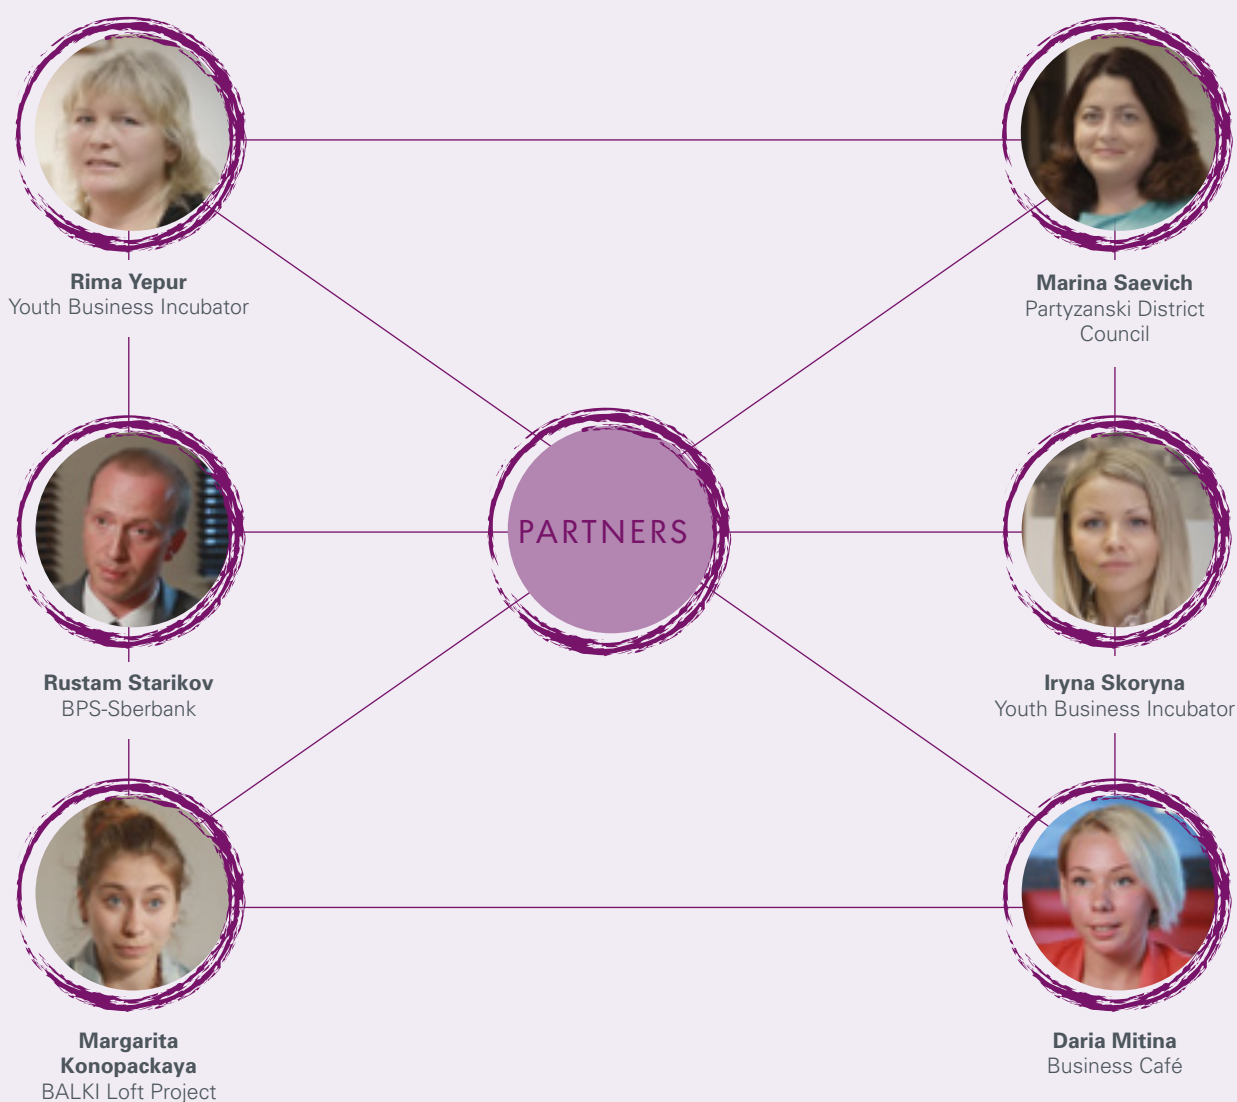 Rima Yepur
Youth Business Incubator
Marina Saevich
Partyzanski District
Council
PARTNERS
Rustam Starikov
BPS-Sberbank
Iryna Skoryna
Youth Business Incubator
Margarita
Konopackaya
BALKI Loft Project
Daria Mitina
Business Café